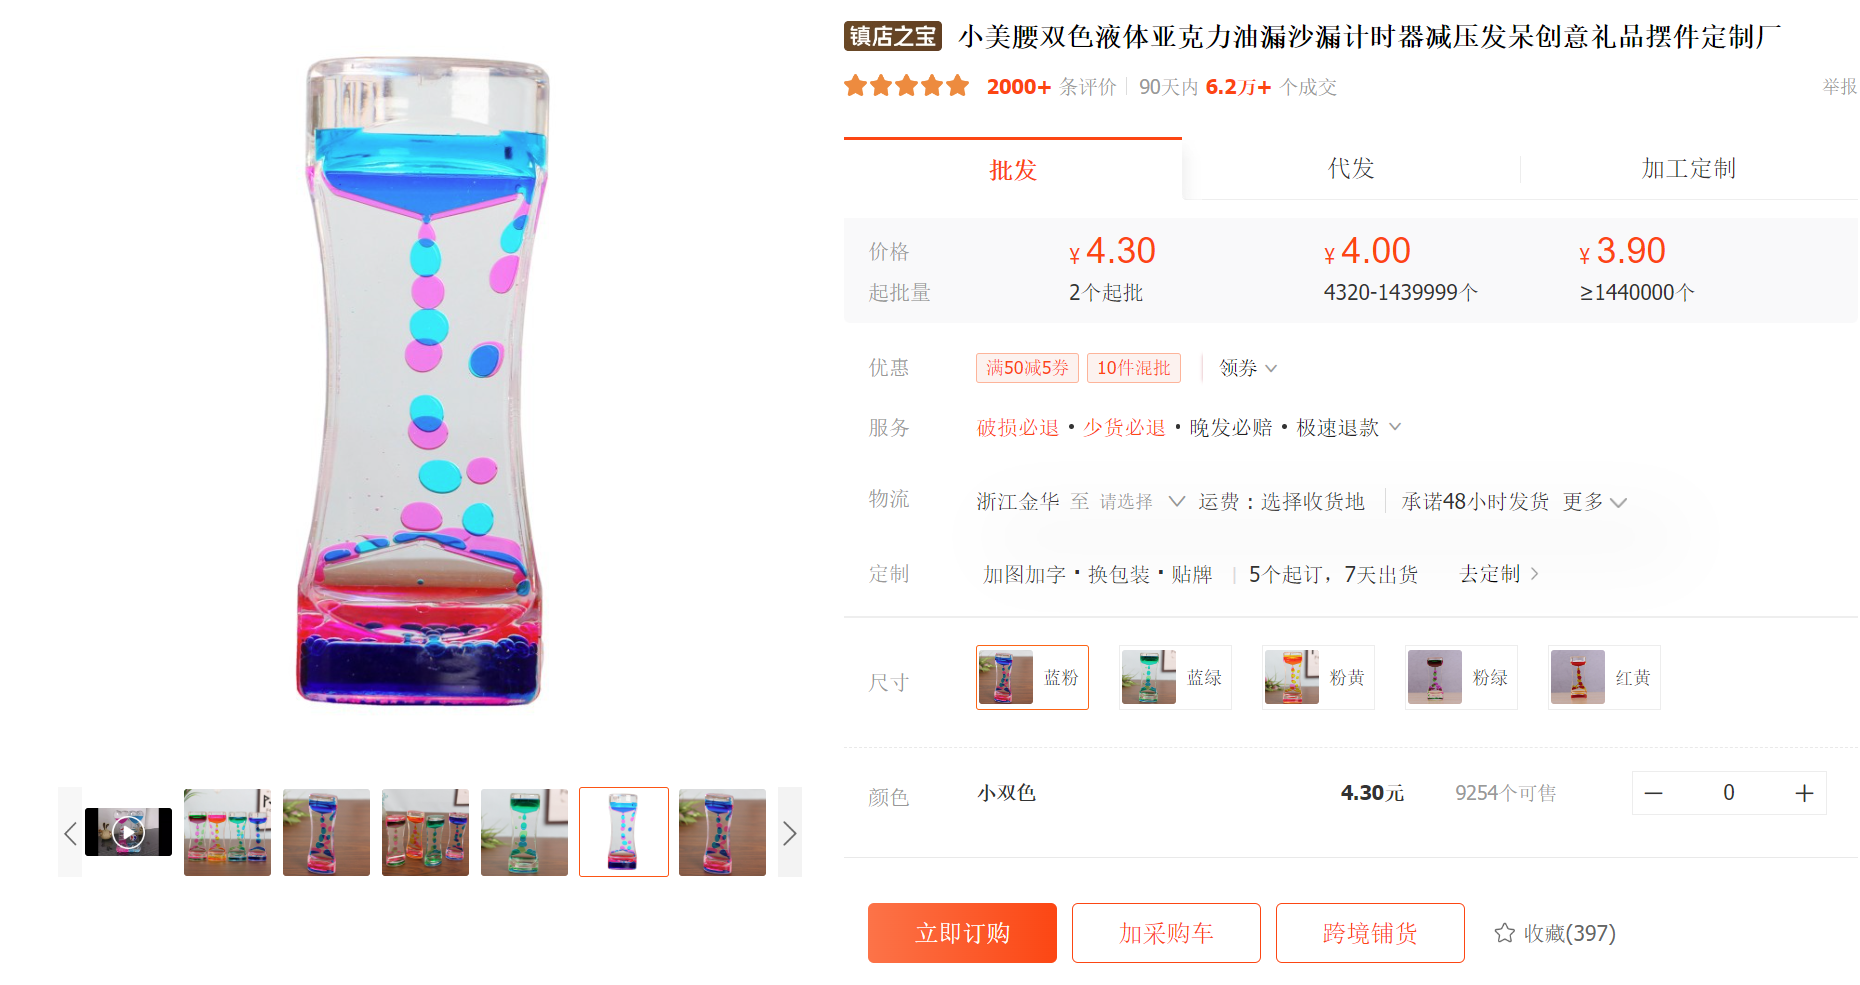 镇店之宝 小美腰双色液体亚克力油漏沙漏计时器减压发呆创意礼品摆件定制厂
2000+ 条评价 90天内 6.2万+ 个成交 举报
批发 代发 加工定制
价格 ¥4.30 ¥4.00 ¥3.90
起批量 2个起批 4320-1439999个 ≥1440000个
优惠 满50减5券 10件混批 领券
服务 破损必退 • 少货必退 • 晚发必赔 • 极速退款
物流 浙江金华 至 请选择 运费：选择收货地 承诺48小时发货 更多
定制 加图加字 · 换包装 · 贴牌 5个起订，7天出货 去定制
尺寸 蓝粉 蓝绿 粉黄 粉绿 红黄
颜色 小双色 4.30元 9254个可售 — 0 +
立即订购 加采购车 跨境铺货 收藏(397)